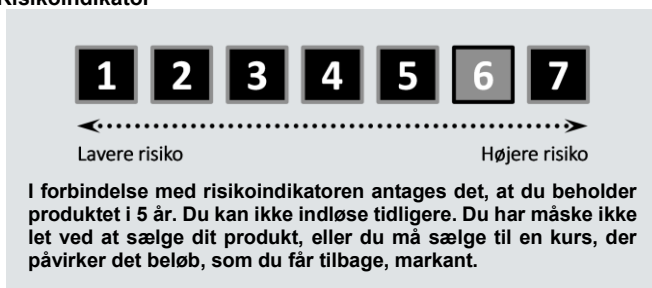 Risikoindikator
1 2 3 4 5 6 7
Lavere risiko Højere risiko
I forbindelse med risikoindikatoren antages det, at du beholder
produktet i 5 år. Du kan ikke indløse tidligere. Du har måske ikke
let ved at sælge dit produkt, eller du må sælge til en kurs, der
påvirker det beløb, som du får tilbage, markant.